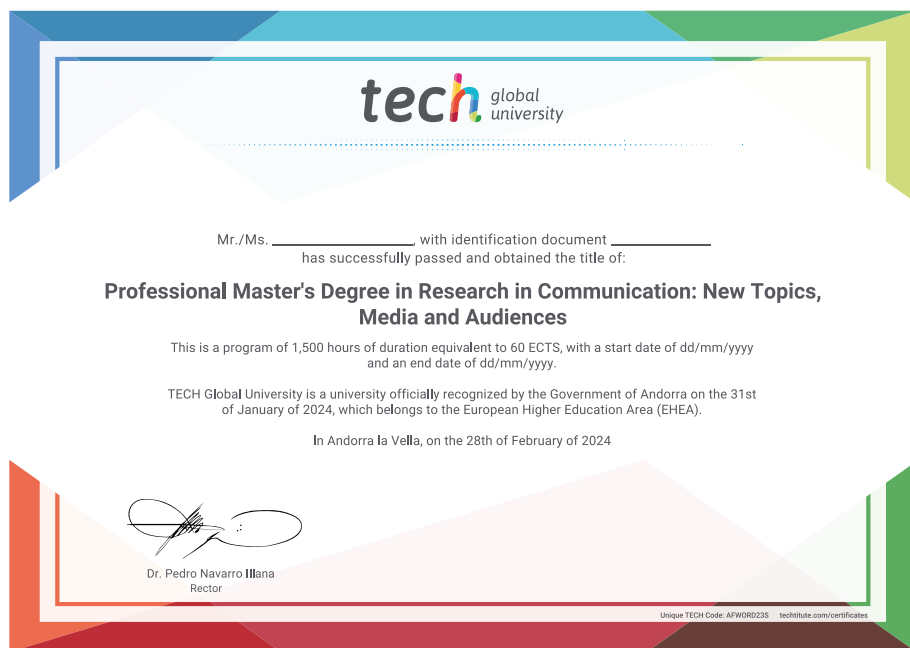 tech global university
Mr./Ms. ____________________, with identification document ______________
has successfully passed and obtained the title of:
Professional Master's Degree in Research in Communication: New Topics,
Media and Audiences
This is a program of 1,500 hours of duration equivalent to 60 ECTS, with a start date of dd/mm/yyyy
and an end date of dd/mm/yyyy.
TECH Global University is a university officially recognized by the Government of Andorra on the 31st
of January of 2024, which belongs to the European Higher Education Area (EHEA).
In Andorra la Vella, on the 28th of February of 2024
Dr. Pedro Navarro Illana
Rector
Unique TECH Code: AFWORD23S techtitute.com/certificates